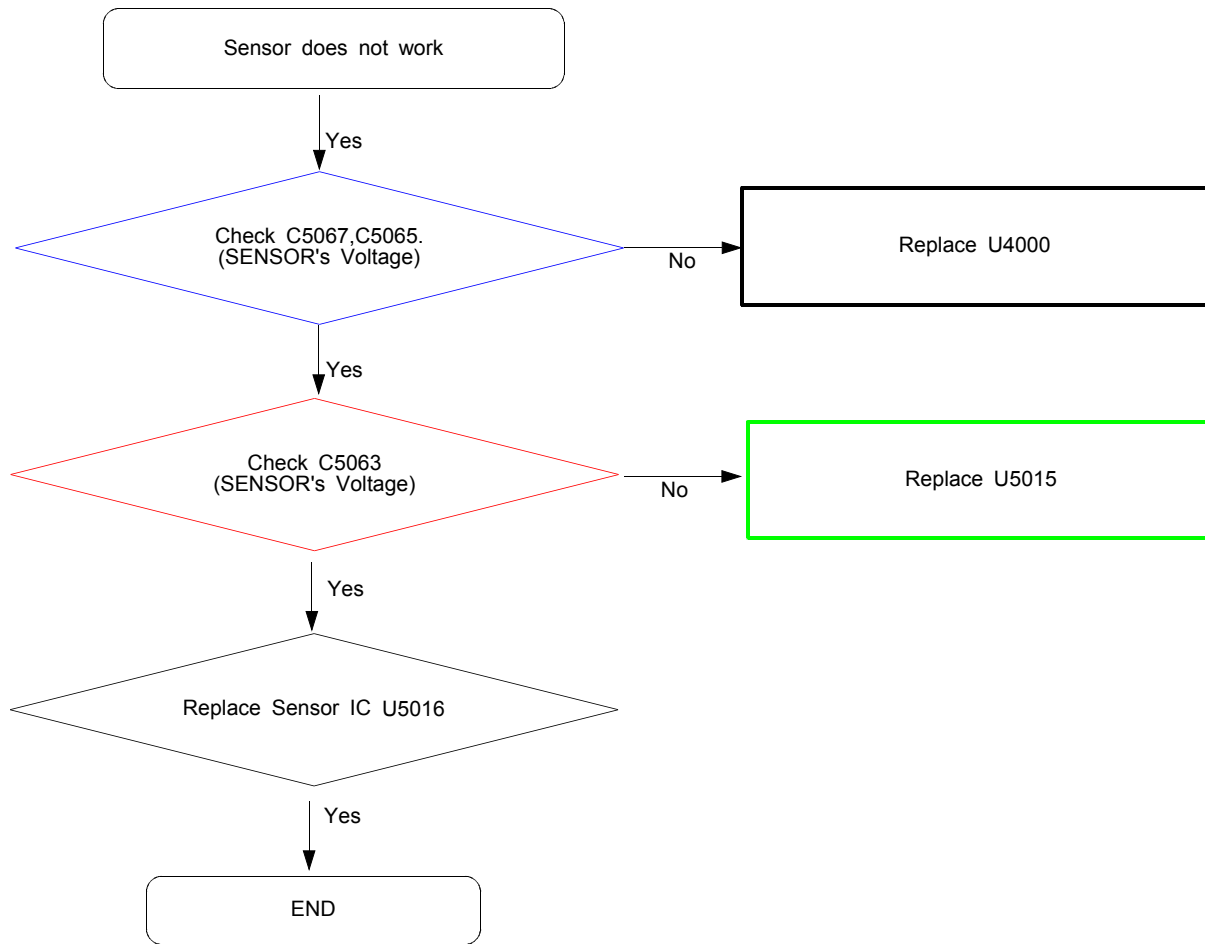 Sensor does not work
Yes
Check C5067,C5065.
(SENSOR's Voltage)
No
Replace U4000
Yes
Check C5063
(SENSOR's Voltage)
No
Replace U5015
Yes
Replace Sensor IC U5016
Yes
END